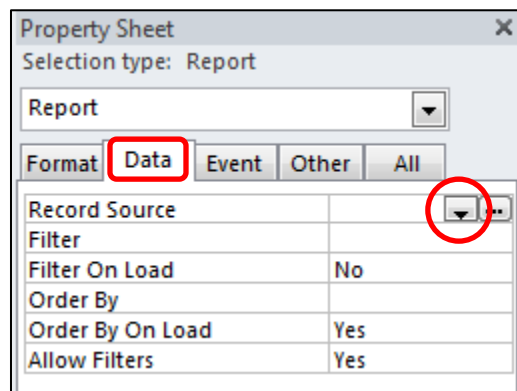 Property Sheet
Selection type: Report
Report
Format Data Event Other All
Record Source
Filter
Filter On Load No
Order By
Order By On Load Yes
Allow Filters Yes